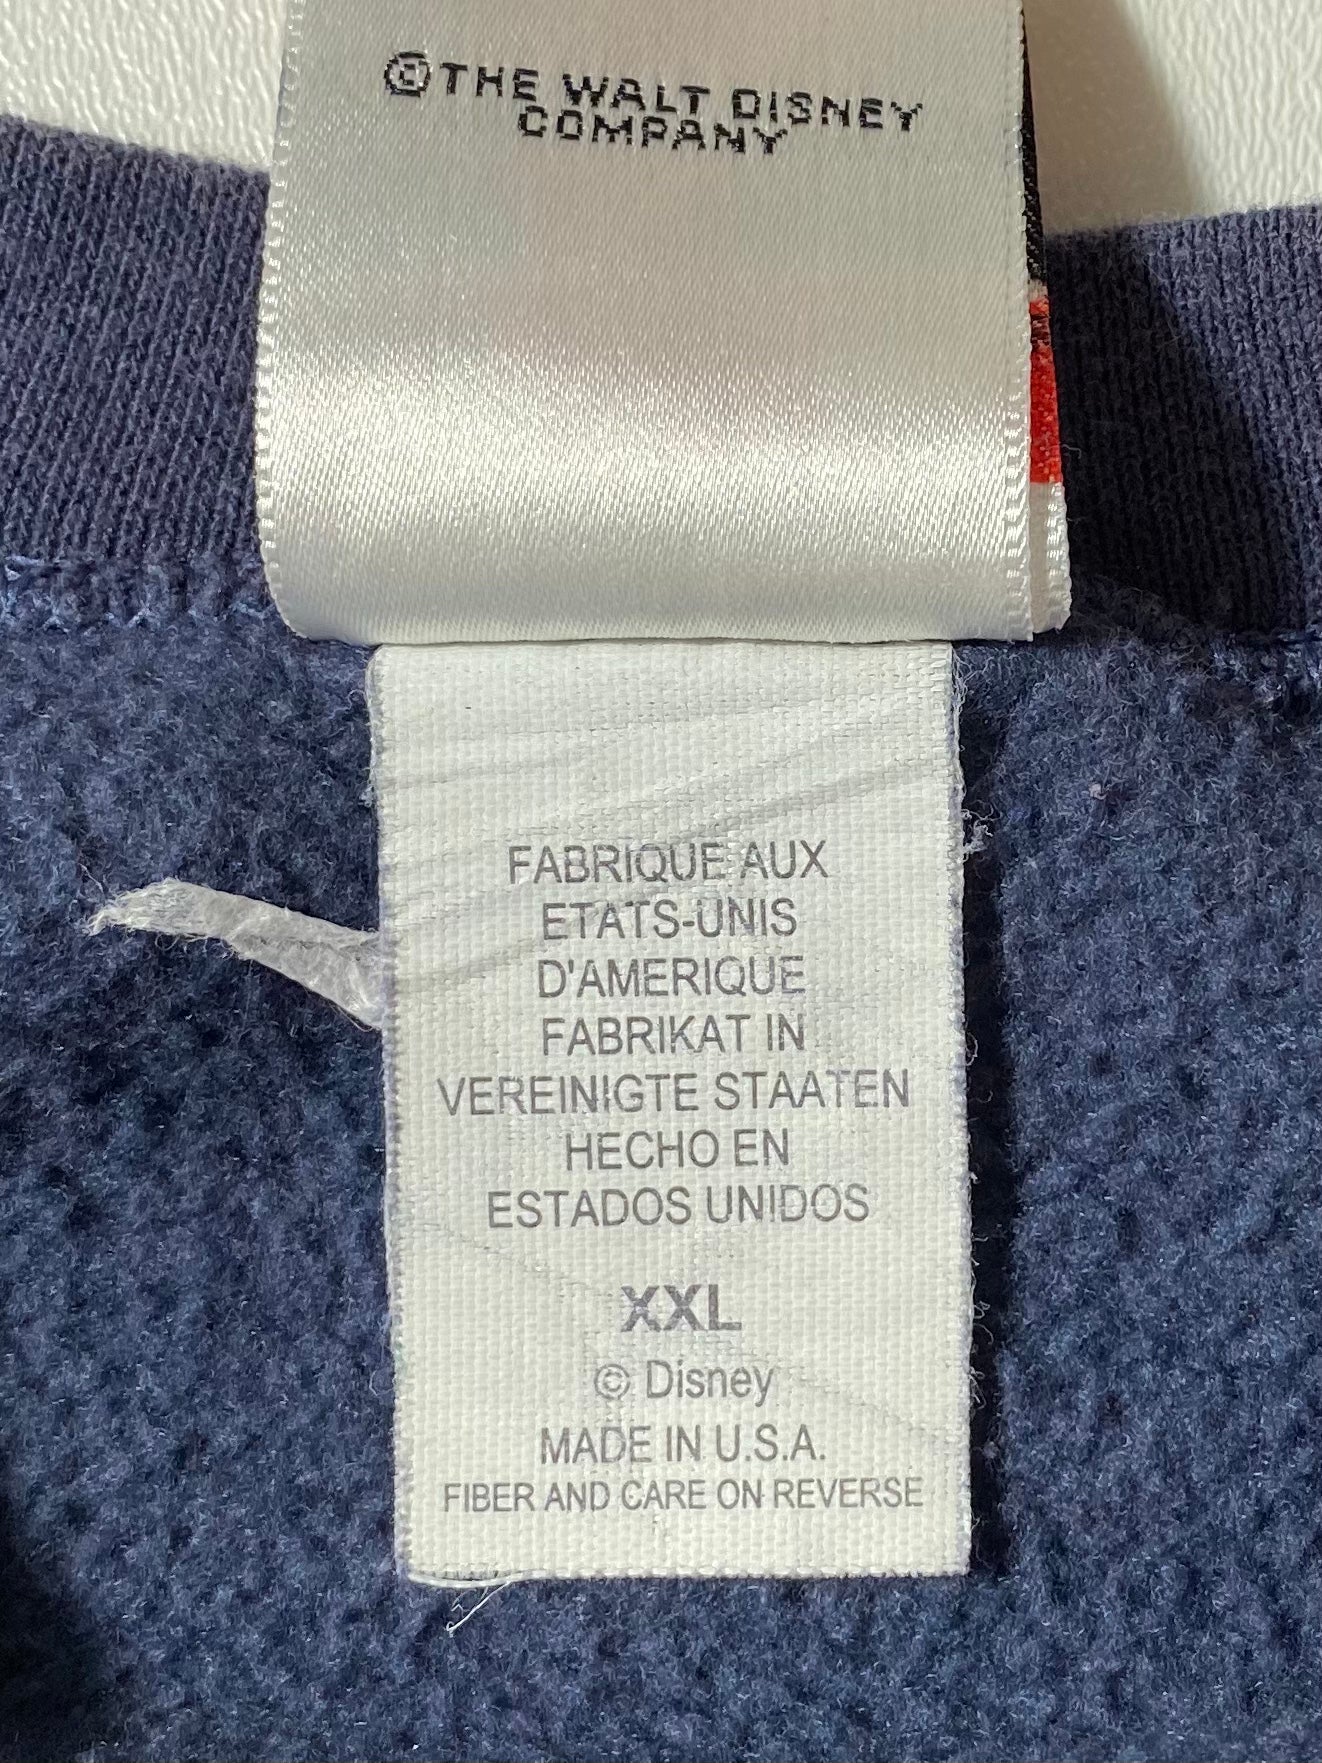 ©THE WALT DISNEY
COMPANY
FABRIQUE AUX
ETATS-UNIS
D'AMERIQUE
FABRIKAT IN
VEREINIGTE STAATEN
HECHO EN
ESTADOS UNIDOS
XXL
© Disney
MADE IN U.S.A.
FIBER AND CARE ON REVERSE